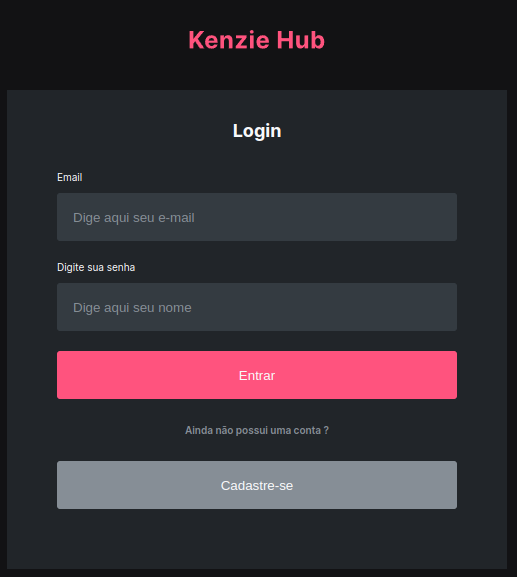 Kenzie Hub
Login
Email
Dige aqui seu e-mail
Digite sua senha
Dige aqui seu nome
Entrar
Ainda não possui uma conta ?
Cadastre-se